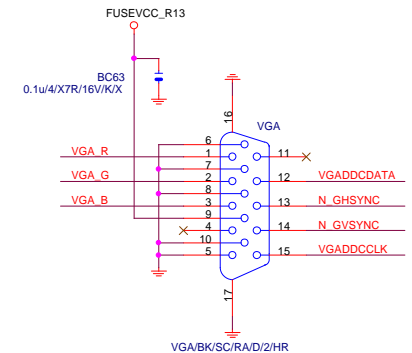 FUSEVCC_R13
BC63
0.1u/4/X7R/16V/K/X
16
VGA
6
VGA_R 1 11
7
VGA_G 2 12 VGADDCDATA
8
VGA_B 3 13 N_GHSYNC
9
4 14 N_GVSYNC
10
5 15 VGADDCCLK
17
VGA/BK/SC/RA/D/2/HR